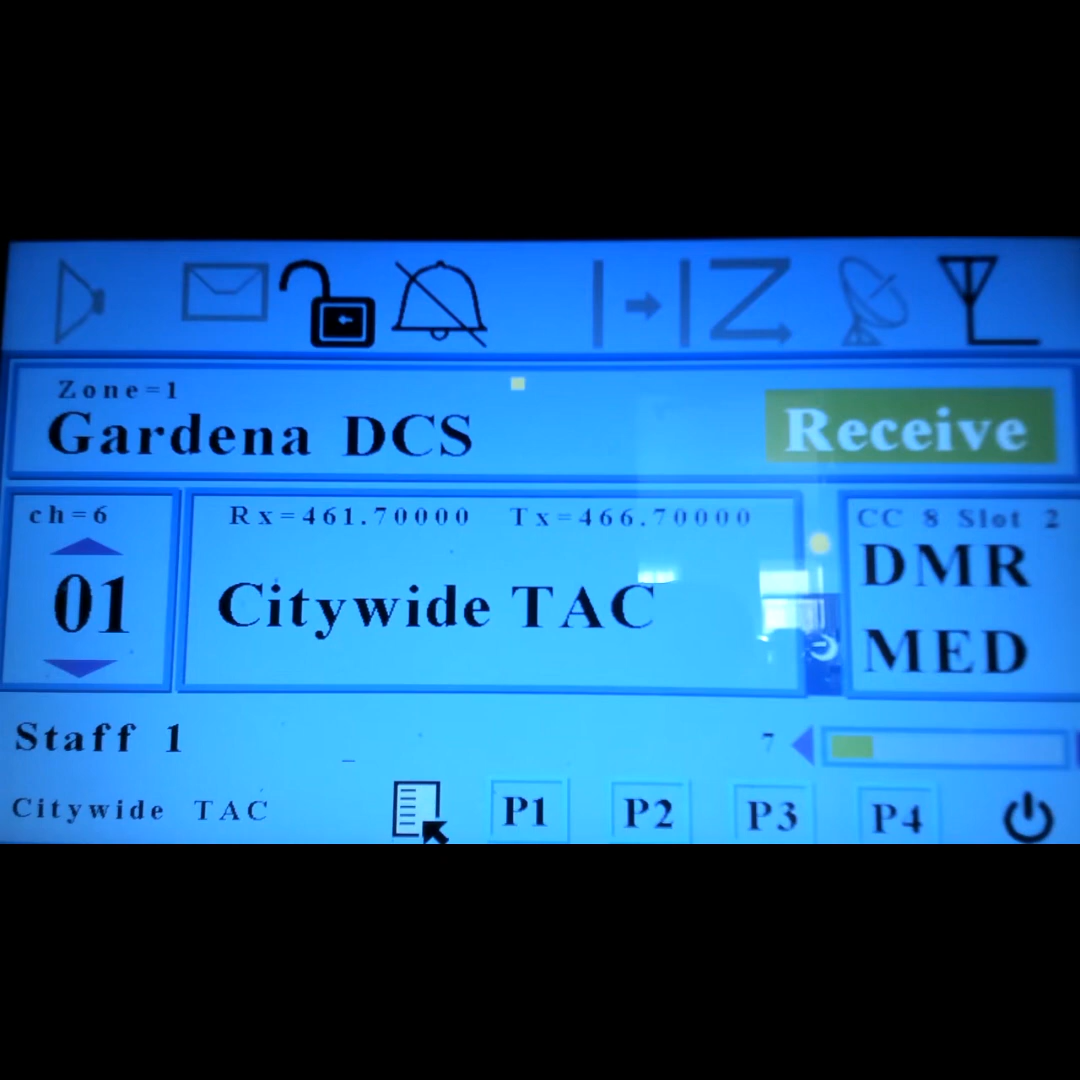 Zone=1
Gardena DCS
Receive
ch=6
01
Rx=461.70000 Tx=466.70000
Citywide TAC
CC 8 Slot 2
DMR
MED
Staff 1
7
Citywide TAC
P1
P2
P3
P4